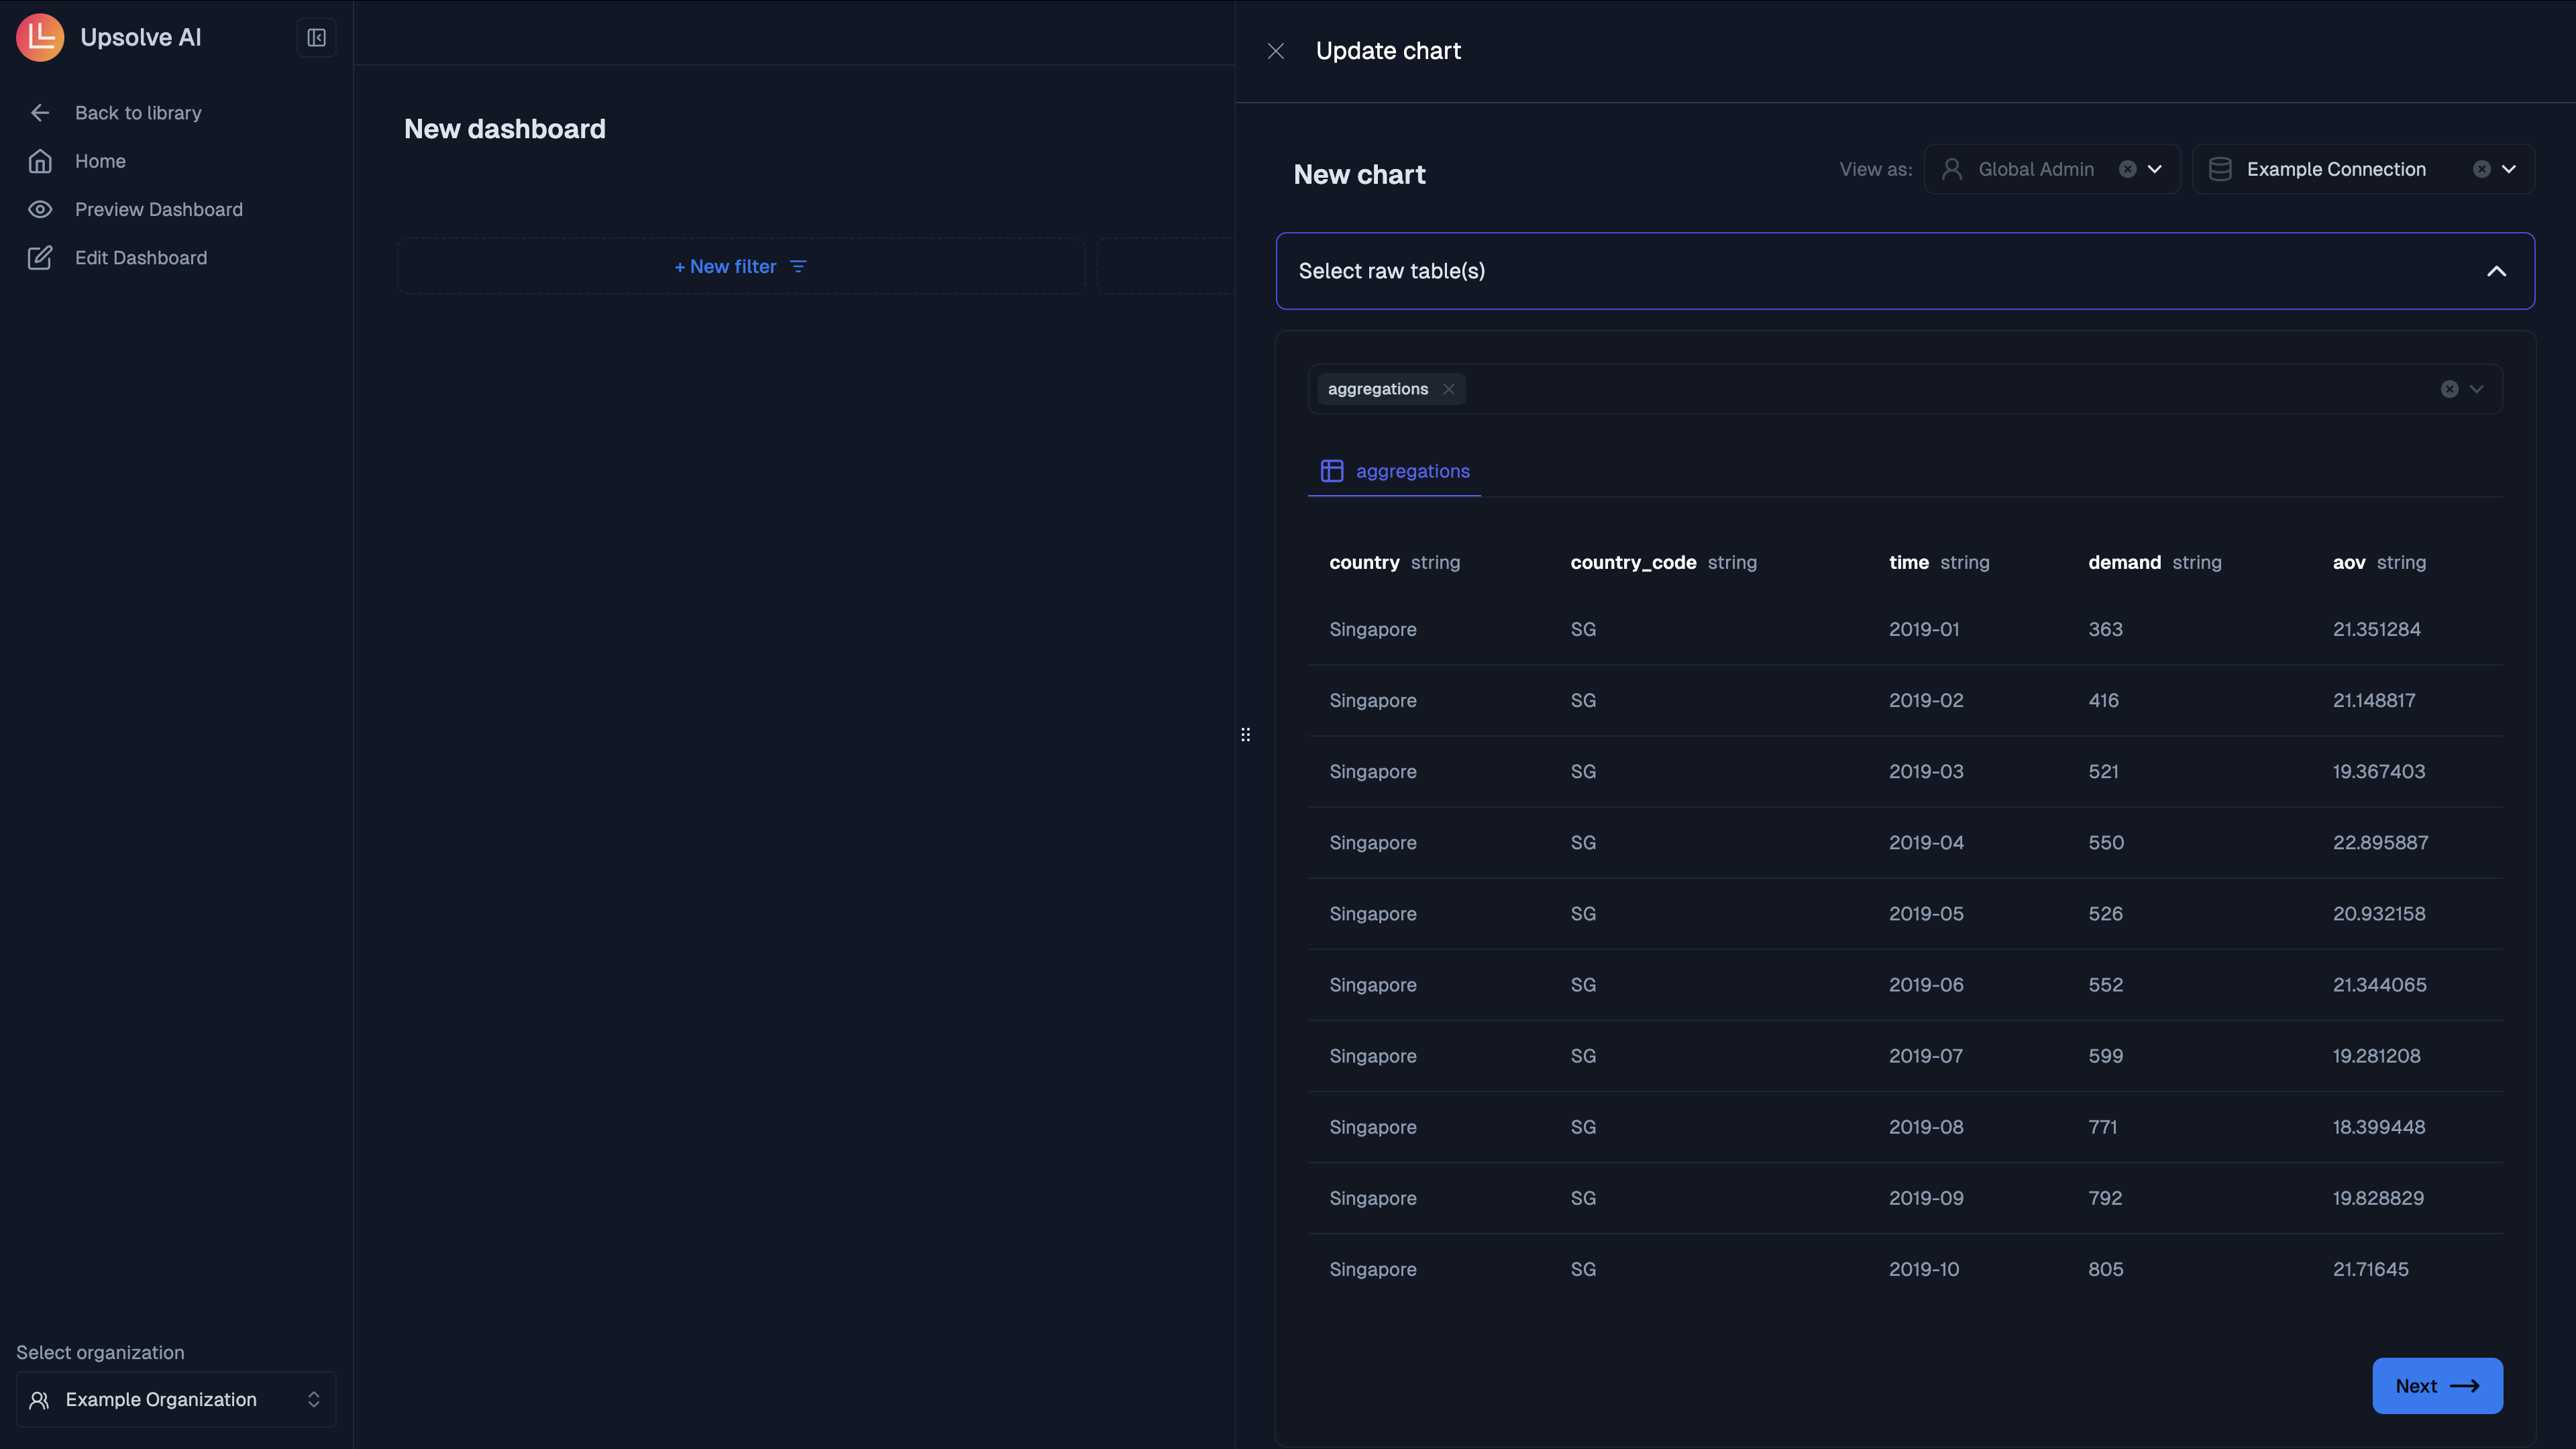 Upsolve AI
Back to library
Home
Preview Dashboard
Edit Dashboard
Select organization
Example Organization
New dashboard
+ New filter
Update chart
New chart
View as: Global Admin Example Connection
Select raw table(s)
aggregations
aggregations
country string country_code string time string demand string aov string
Singapore SG 2019-01 363 21.351284
Singapore SG 2019-02 416 21.148817
Singapore SG 2019-03 521 19.367403
Singapore SG 2019-04 550 22.895887
Singapore SG 2019-05 526 20.932158
Singapore SG 2019-06 552 21.344065
Singapore SG 2019-07 599 19.281208
Singapore SG 2019-08 771 18.399448
Singapore SG 2019-09 792 19.828829
Singapore SG 2019-10 805 21.71645
Next